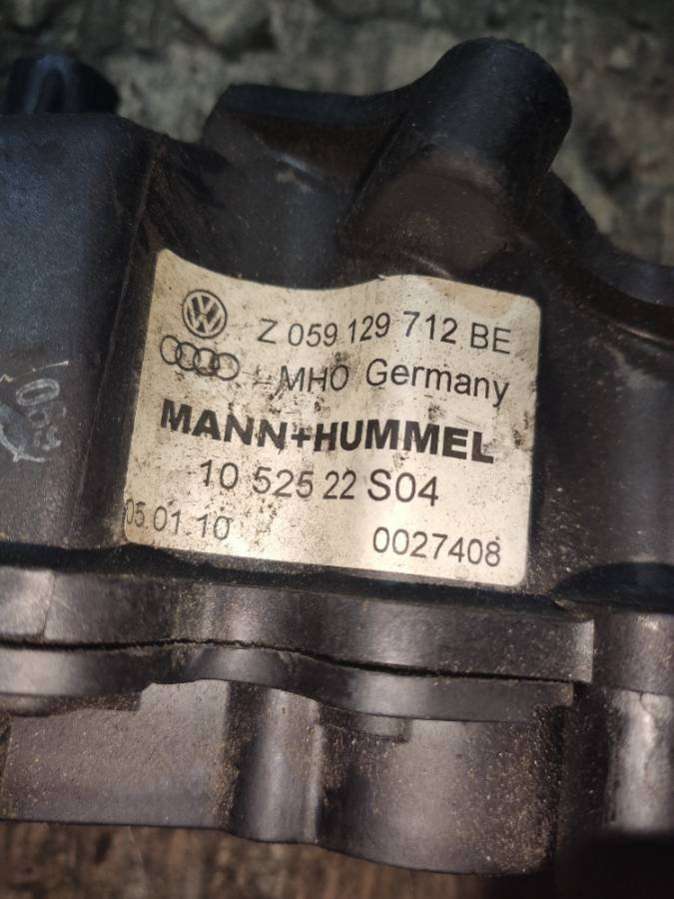 Z 059 129 712 BE
MHO Germany
MANN+HUMMEL
10 525 22 S04
05.01.10 0027408